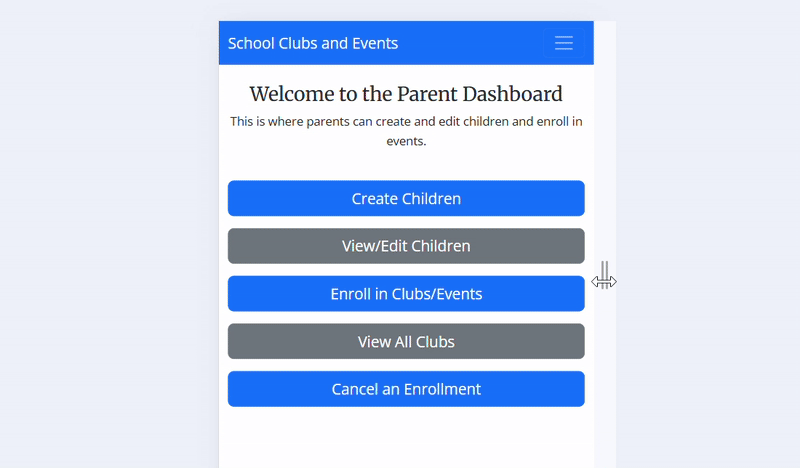 School Clubs and Events
Welcome to the Parent Dashboard
This is where parents can create and edit children and enroll in
events.
Create Children
View/Edit Children
Enroll in Clubs/Events
View All Clubs
Cancel an Enrollment